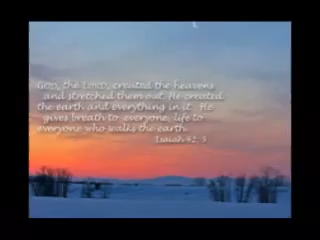 God, the LORD, created the heavens
and stretched them out. He created
the earth and everything in it. He
gives breath to everyone, life to
everyone who walks the earth.
Isaiah 42:5